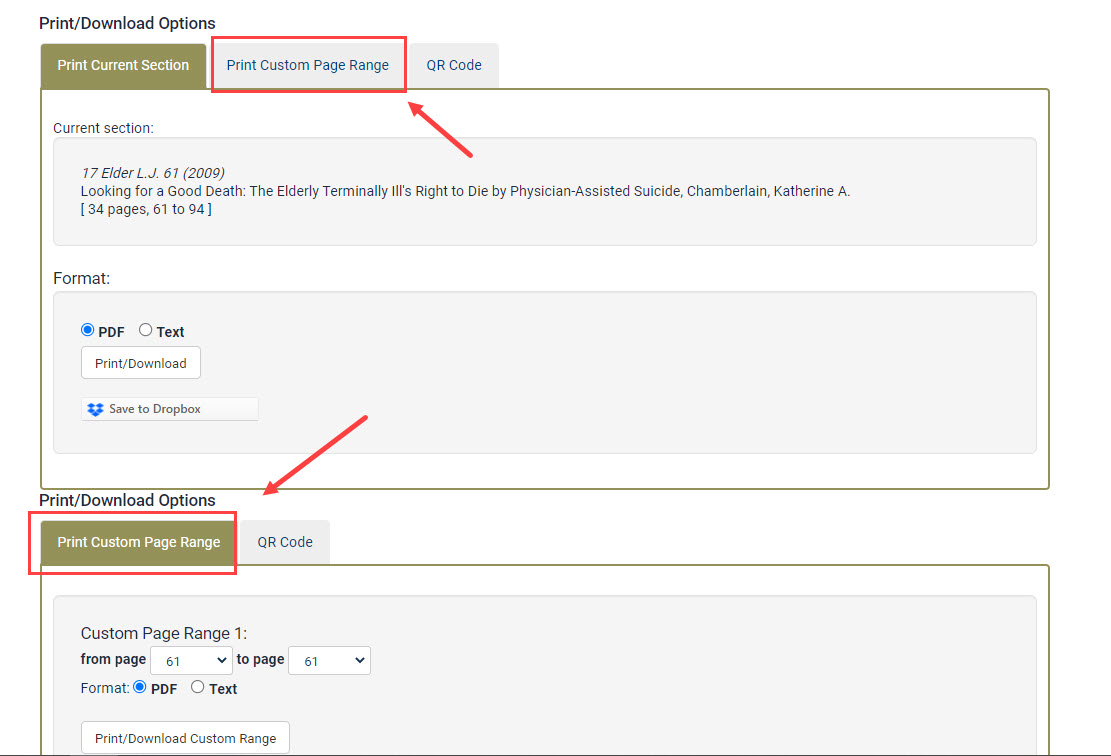 Print/Download Options
Print Current Section Print Custom Page Range QR Code
Current section:
17 Elder L.J. 61 (2009)
Looking for a Good Death: The Elderly Terminally Ill's Right to Die by Physician-Assisted Suicide, Chamberlain, Katherine A.
[ 34 pages, 61 to 94 ]
Format:
PDF Text
Print/Download
Save to Dropbox
Print/Download Options
Print Custom Page Range QR Code
Custom Page Range 1:
from page 61 to page 61
Format: PDF Text
Print/Download Custom Range